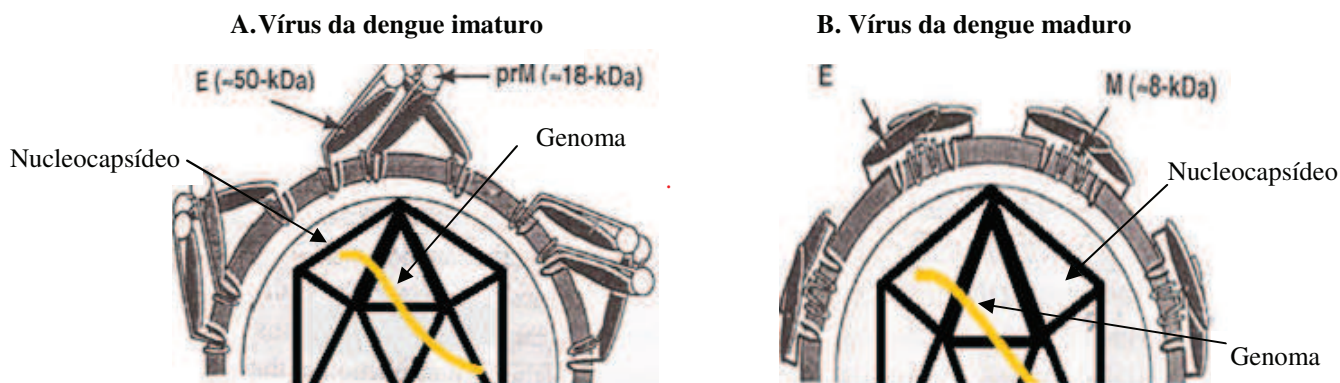 A. Vírus da dengue imaturo
B. Vírus da dengue maduro
E (≈50-kDa)
prM (≈18-kDa)
Genoma
Nucleocapsídeo
E
M (≈8-kDa)
Nucleocapsídeo
Genoma